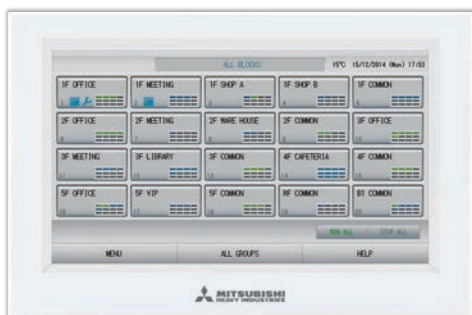 ALL BLOCKS 15°C 15/12/2014 (Mon) 17:53
1F OFFICE 1F MEETING 1F SHOP A 1F SHOP B 1F COMMON
2F OFFICE 2F MEETING 2F WARE HOUSE 2F COMMON 3F OFFICE
3F MEETING 3F LIBRARY 3F COMMON 4F CAFETERIA 4F COMMON
5F OFFICE 5F VIP 5F COMMON RF COMMON B1 COMMON
RUN ALL STOP ALL
MENU ALL GROUPS HELP
MITSUBISHI
HEAVY INDUSTRIES